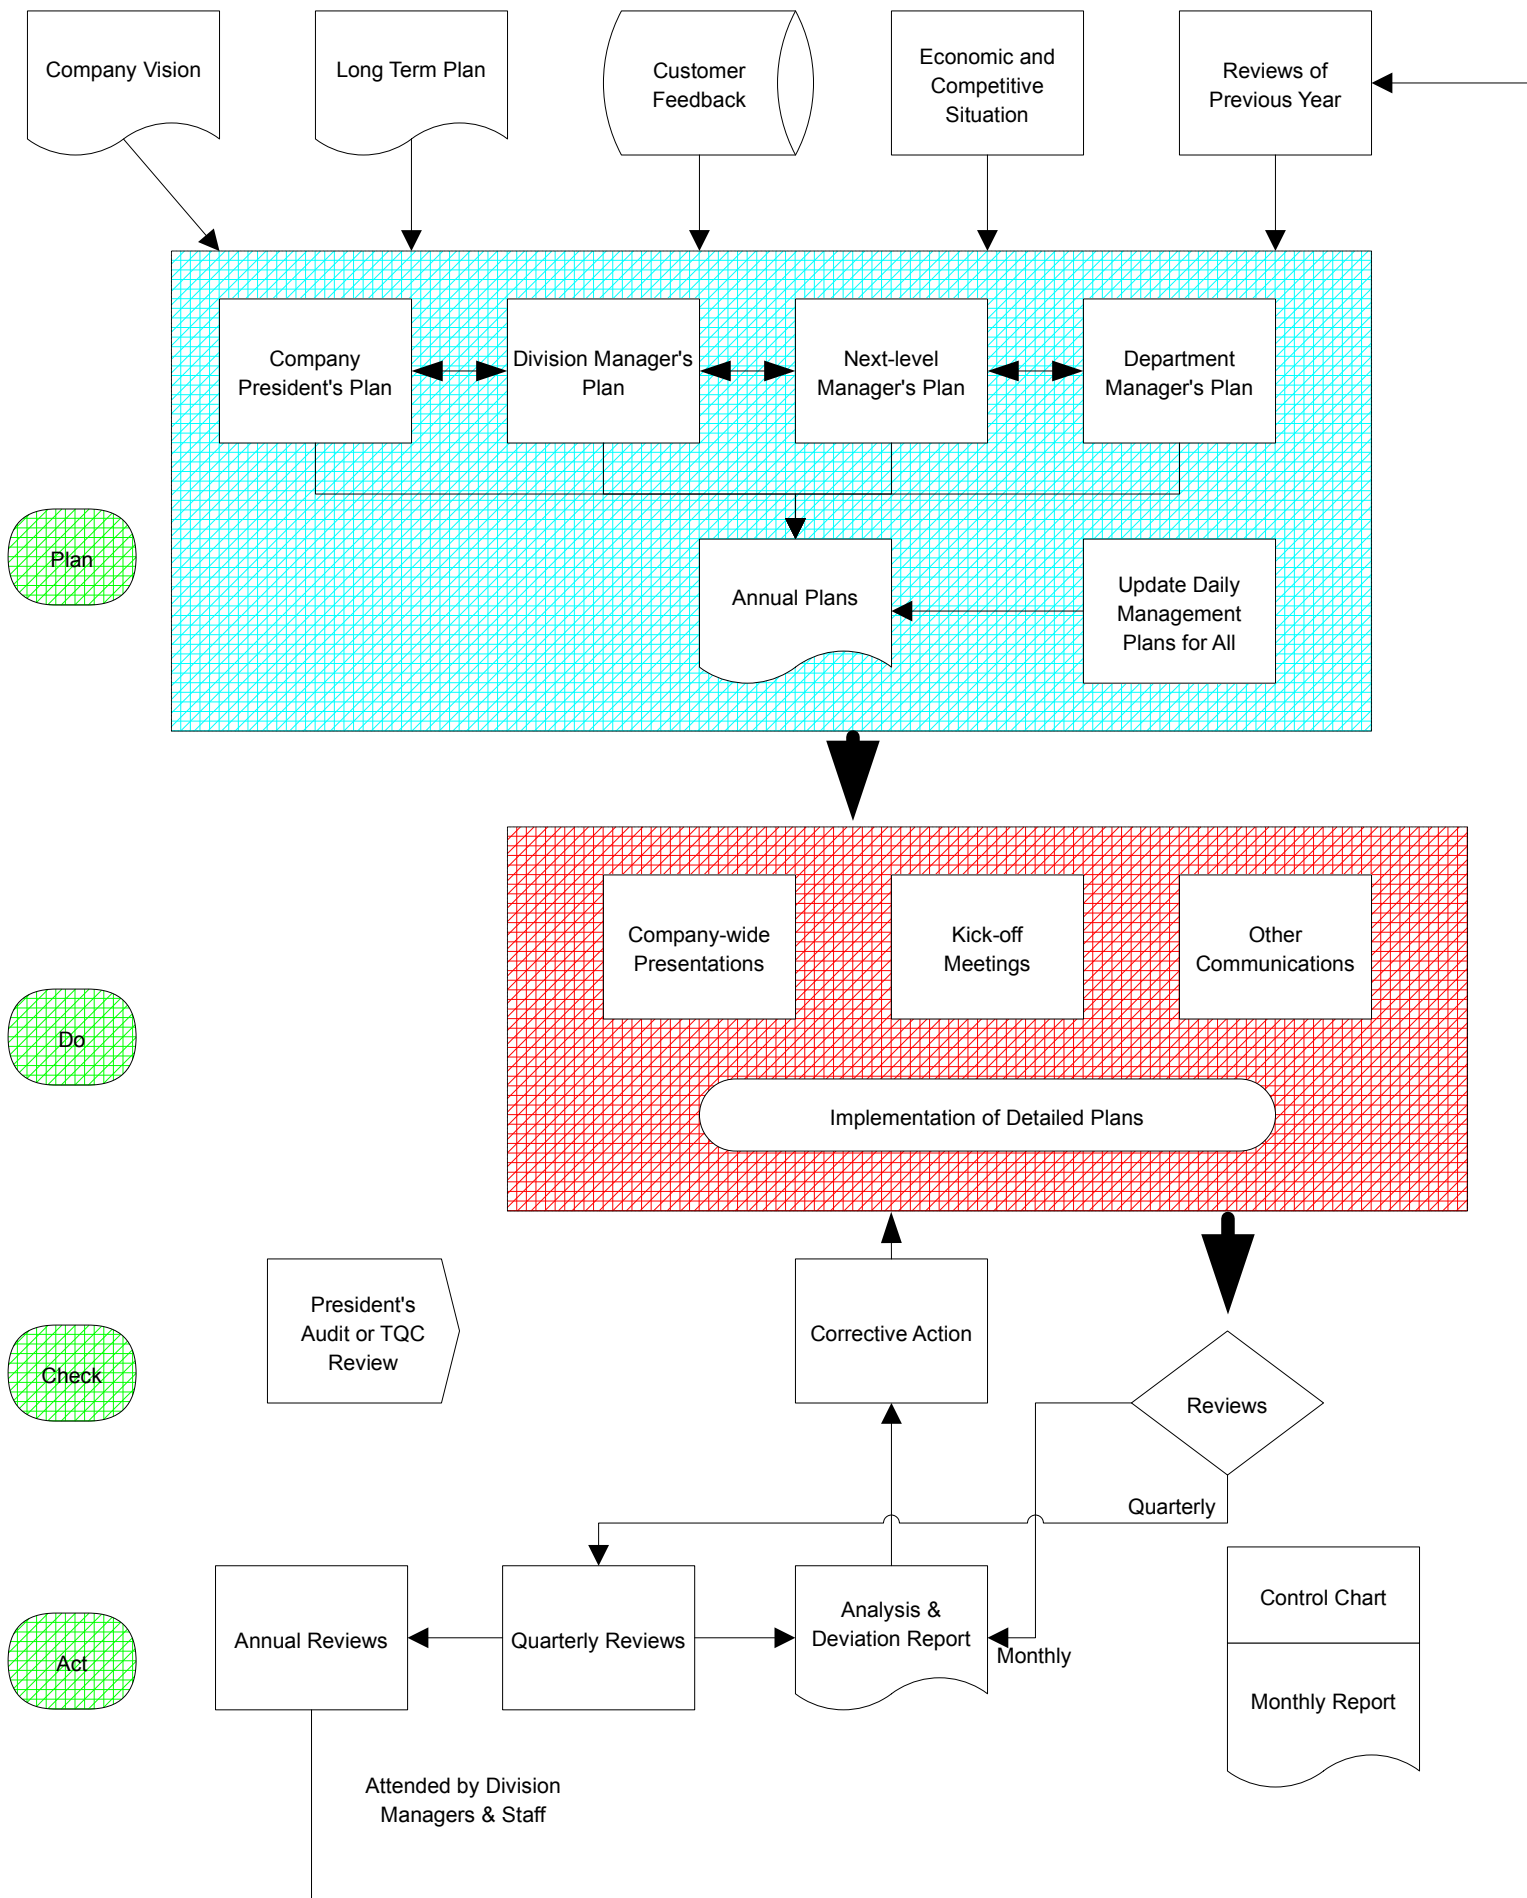 Company Vision
Long Term Plan
Customer
Feedback
Economic and
Competitive
Situation
Reviews of
Previous Year
Company
President's Plan
Division Manager's
Plan
Next-level
Manager's Plan
Department
Manager's Plan
Plan
Annual Plans
Update Daily
Management
Plans for All
Company-wide
Presentations
Kick-off
Meetings
Other
Communications
Do
Implementation of Detailed Plans
President's
Audit or TQC
Review
Corrective Action
Check
Reviews
Quarterly
Annual Reviews
Quarterly Reviews
Analysis &
Deviation Report
Monthly
Control Chart
Monthly Report
Act
Attended by Division
Managers & Staff